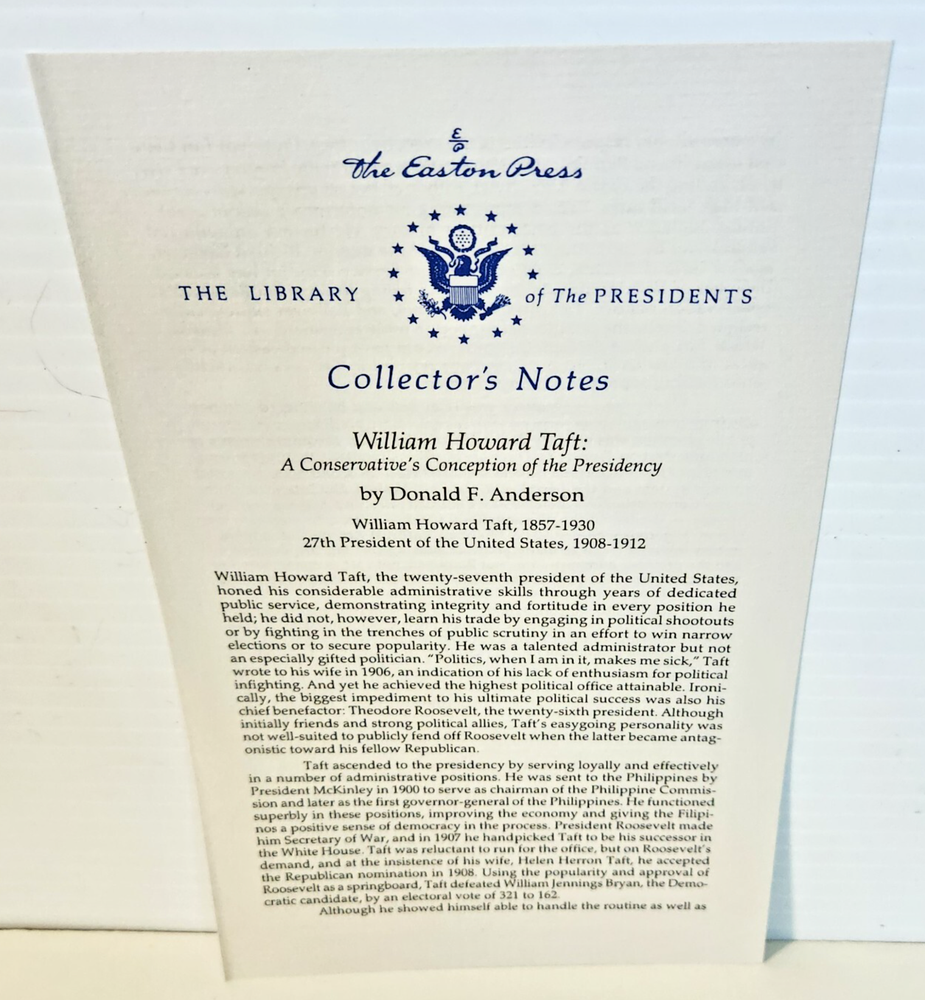 E
P
The Easton Press
THE LIBRARY of The PRESIDENTS
Collector's Notes
William Howard Taft:
A Conservative's Conception of the Presidency
by Donald F. Anderson
William Howard Taft, 1857-1930
27th President of the United States, 1908-1912
William Howard Taft, the twenty-seventh president of the United States,
honed his considerable administrative skills through years of dedicated
public service, demonstrating integrity and fortitude in every position he
held; he did not, however, learn his trade by engaging in political shootouts
or by fighting in the trenches of public scrutiny in an effort to win narrow
elections or to secure popularity. He was a talented administrator but not
an especially gifted politician. "Politics, when I am in it, makes me sick," Taft
wrote to his wife in 1906, an indication of his lack of enthusiasm for political
infighting. And yet he achieved the highest political office attainable. Ironi-
cally, the biggest impediment to his ultimate political success was also his
chief benefactor: Theodore Roosevelt, the twenty-sixth president. Although
initially friends and strong political allies, Taft's easygoing personality was
not well-suited to publicly fend off Roosevelt when the latter became antag-
onistic toward his fellow Republican.
Taft ascended to the presidency by serving loyally and effectively
in a number of administrative positions. He was sent to the Philippines by
President McKinley in 1900 to serve as chairman of the Philippine Commis-
sion and later as the first governor-general of the Philippines. He functioned
superbly in these positions, improving the economy and giving the Filipi-
nos a positive sense of democracy in the process. President Roosevelt made
him Secretary of War, and in 1907 he handpicked Taft to be his successor in
the White House. Taft was reluctant to run for the office, but on Roosevelt's
demand, and at the insistence of his wife, Helen Herron Taft, he accepted
the Republican nomination in 1908. Using the popularity and approval of
Roosevelt as a springboard, Taft defeated William Jennings Bryan, the Demo-
cratic candidate, by an electoral vote of 321 to 162.
Although he showed himself able to handle the routine as well as